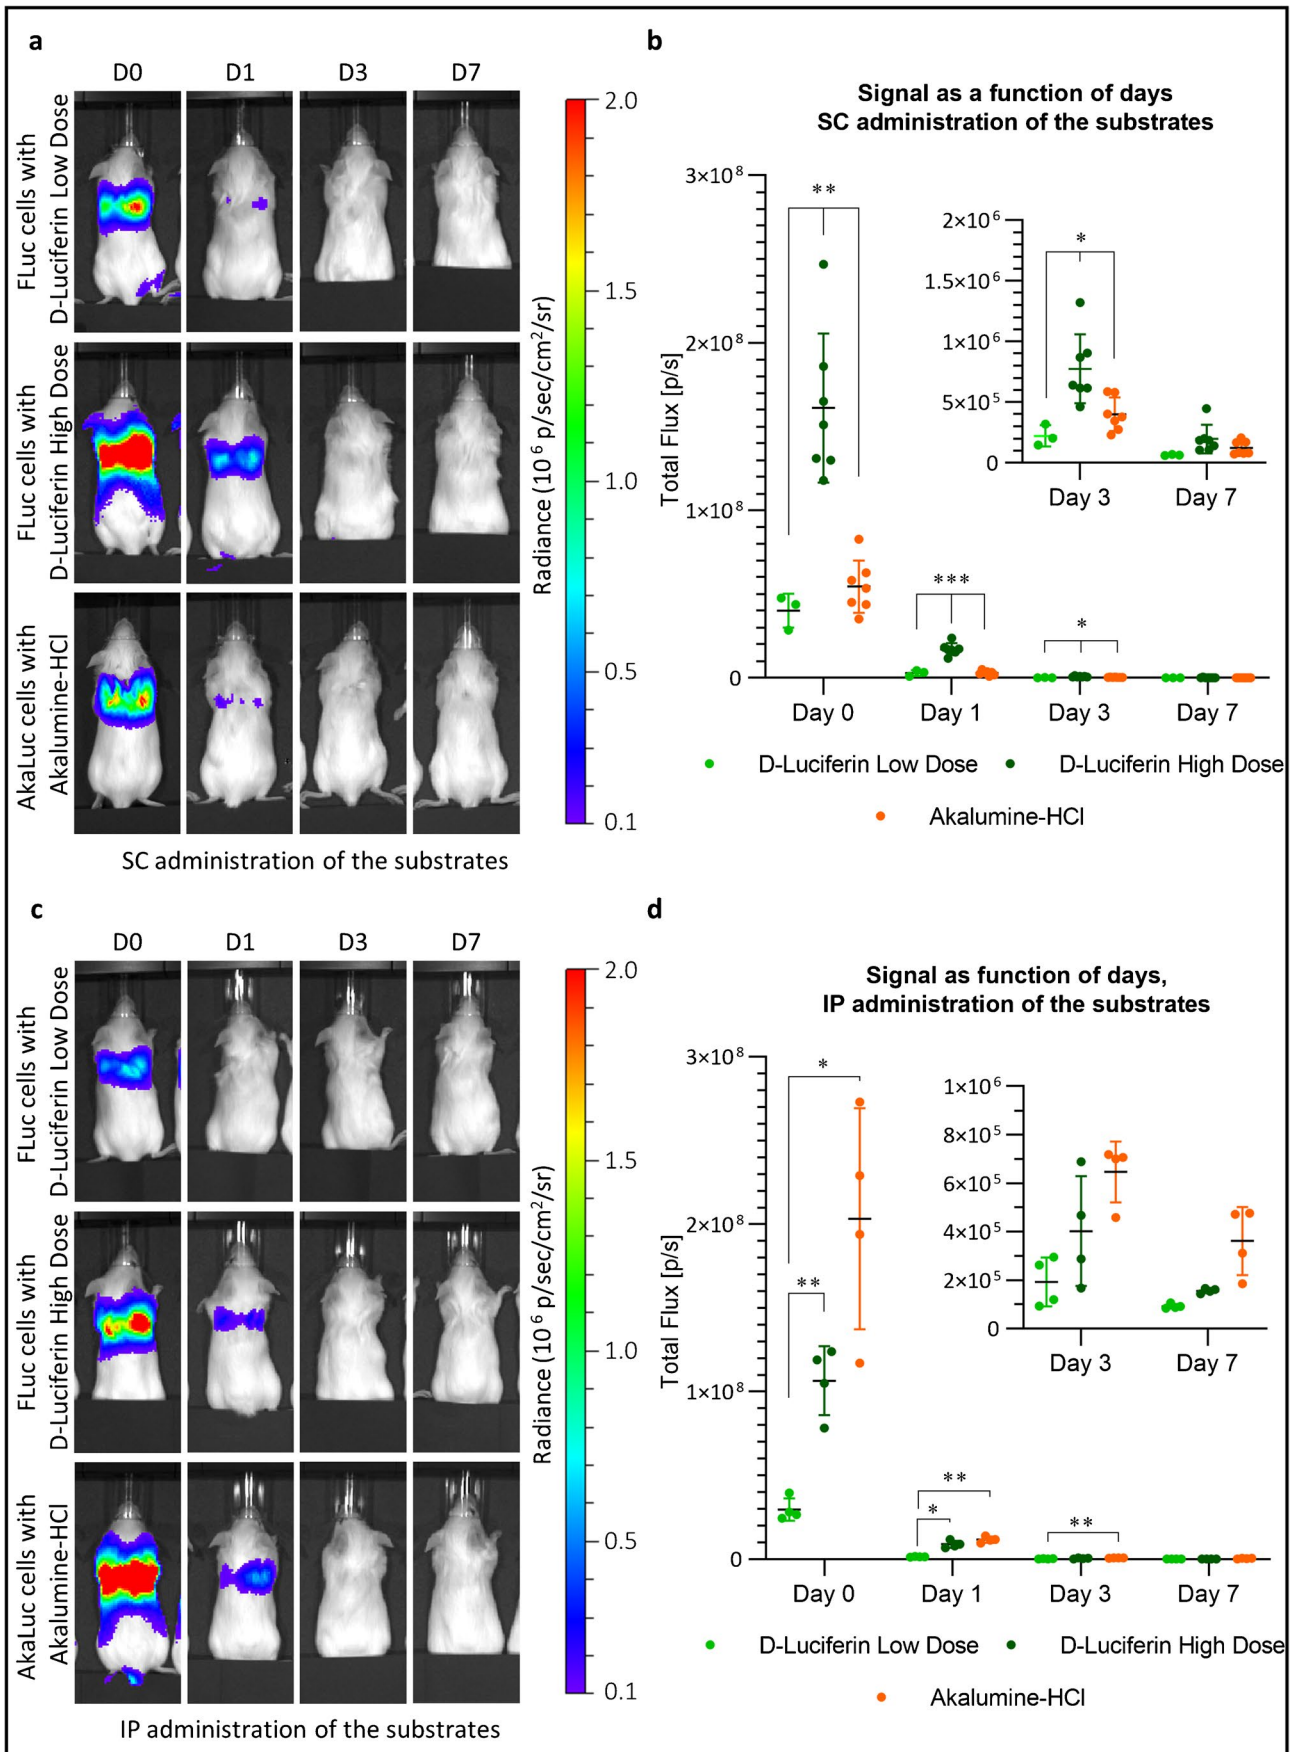 a
D0 D1 D3 D7
FLuc cells with
D-Luciferin Low Dose
FLuc cells with
D-Luciferin High Dose
AkaLuc cells with
Akalumine-HCl
2.0
1.5
1.0
0.5
0.1
Radiance (10⁶ p/sec/cm²/sr)
SC administration of the substrates
b
Signal as a function of days
SC administration of the substrates
Total Flux [p/s]
3×10⁸
2×10⁸
1×10⁸
0
**
***
*
Day 0 Day 1 Day 3 Day 7
2×10⁶
1.5×10⁶
1×10⁶
5×10⁵
0
*
Day 3 Day 7
D-Luciferin Low Dose D-Luciferin High Dose
Akalumine-HCl
c
D0 D1 D3 D7
FLuc cells with
D-Luciferin Low Dose
FLuc cells with
D-Luciferin High Dose
AkaLuc cells with
Akalumine-HCl
2.0
1.5
1.0
0.5
0.1
Radiance (10⁶ p/sec/cm²/sr)
IP administration of the substrates
d
Signal as function of days,
IP administration of the substrates
Total Flux [p/s]
3×10⁸
2×10⁸
1×10⁸
0
*
**
**
*
**
Day 0 Day 1 Day 3 Day 7
1×10⁶
8×10⁵
6×10⁵
4×10⁵
2×10⁵
0
Day 3 Day 7
D-Luciferin Low Dose D-Luciferin High Dose
Akalumine-HCl